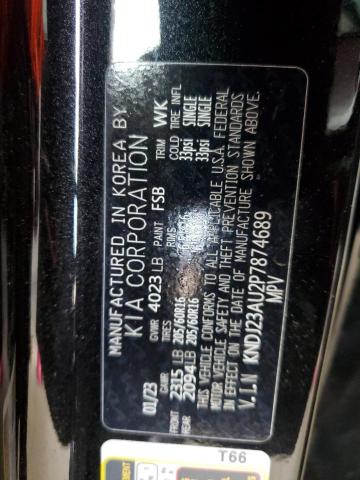 MANUFACTURED IN KOREA BY
KIA CORPORATION
01/23 GVWR 4023 LB PAINT FSB TRIM WK
GAWR TIRES RIMS COLD TIRE INFL
FRONT 2315 LB 205/60R16 33psi SINGLE
REAR 2094 LB 205/60R16 33psi SINGLE
THIS VEHICLE CONFORMS TO ALL APPLICABLE U.S.A. FEDERAL
MOTOR VEHICLE SAFETY AND THEFT PREVENTION STANDARDS
IN EFFECT ON THE DATE OF MANUFACTURE SHOWN ABOVE.
V.I.N KNDJ23AU2P7874689
MPV
T66